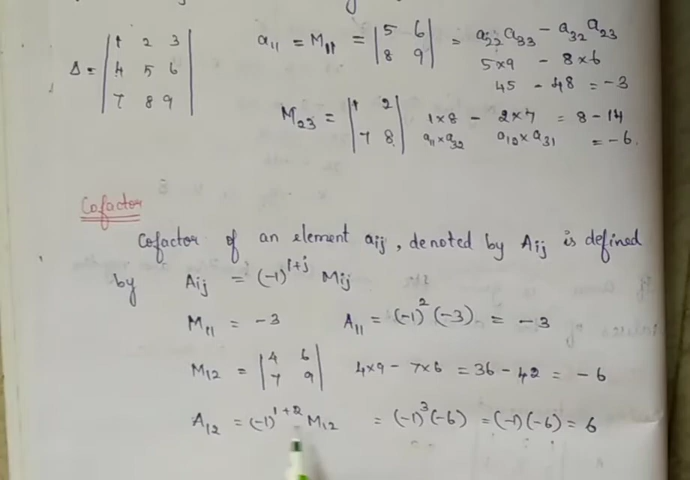 Δ = | 1 2 3 |
| 4 5 6 |
| 7 8 9 |
a11 = M11 = | 5 6 | = a22 a33 - a32 a23
| 8 9 | 5×9 - 8×6
45 - 48 = -3
M23 = | 1 2 | 1×8 - 2×7 = 8 - 14
| 7 8 | a11×a32 a12×a31 = -6.
Cofactor
Cofactor of an element aij, denoted by Aij is defined
by Aij = (-1)^i+j Mij
M11 = -3 A11 = (-1)^2 (-3) = -3
M12 = | 4 6 | 4×9 - 7×6 = 36 - 42 = -6
| 7 9 |
A12 = (-1)^1+2 M12 = (-1)^3 (-6) = (-1)(-6) = 6